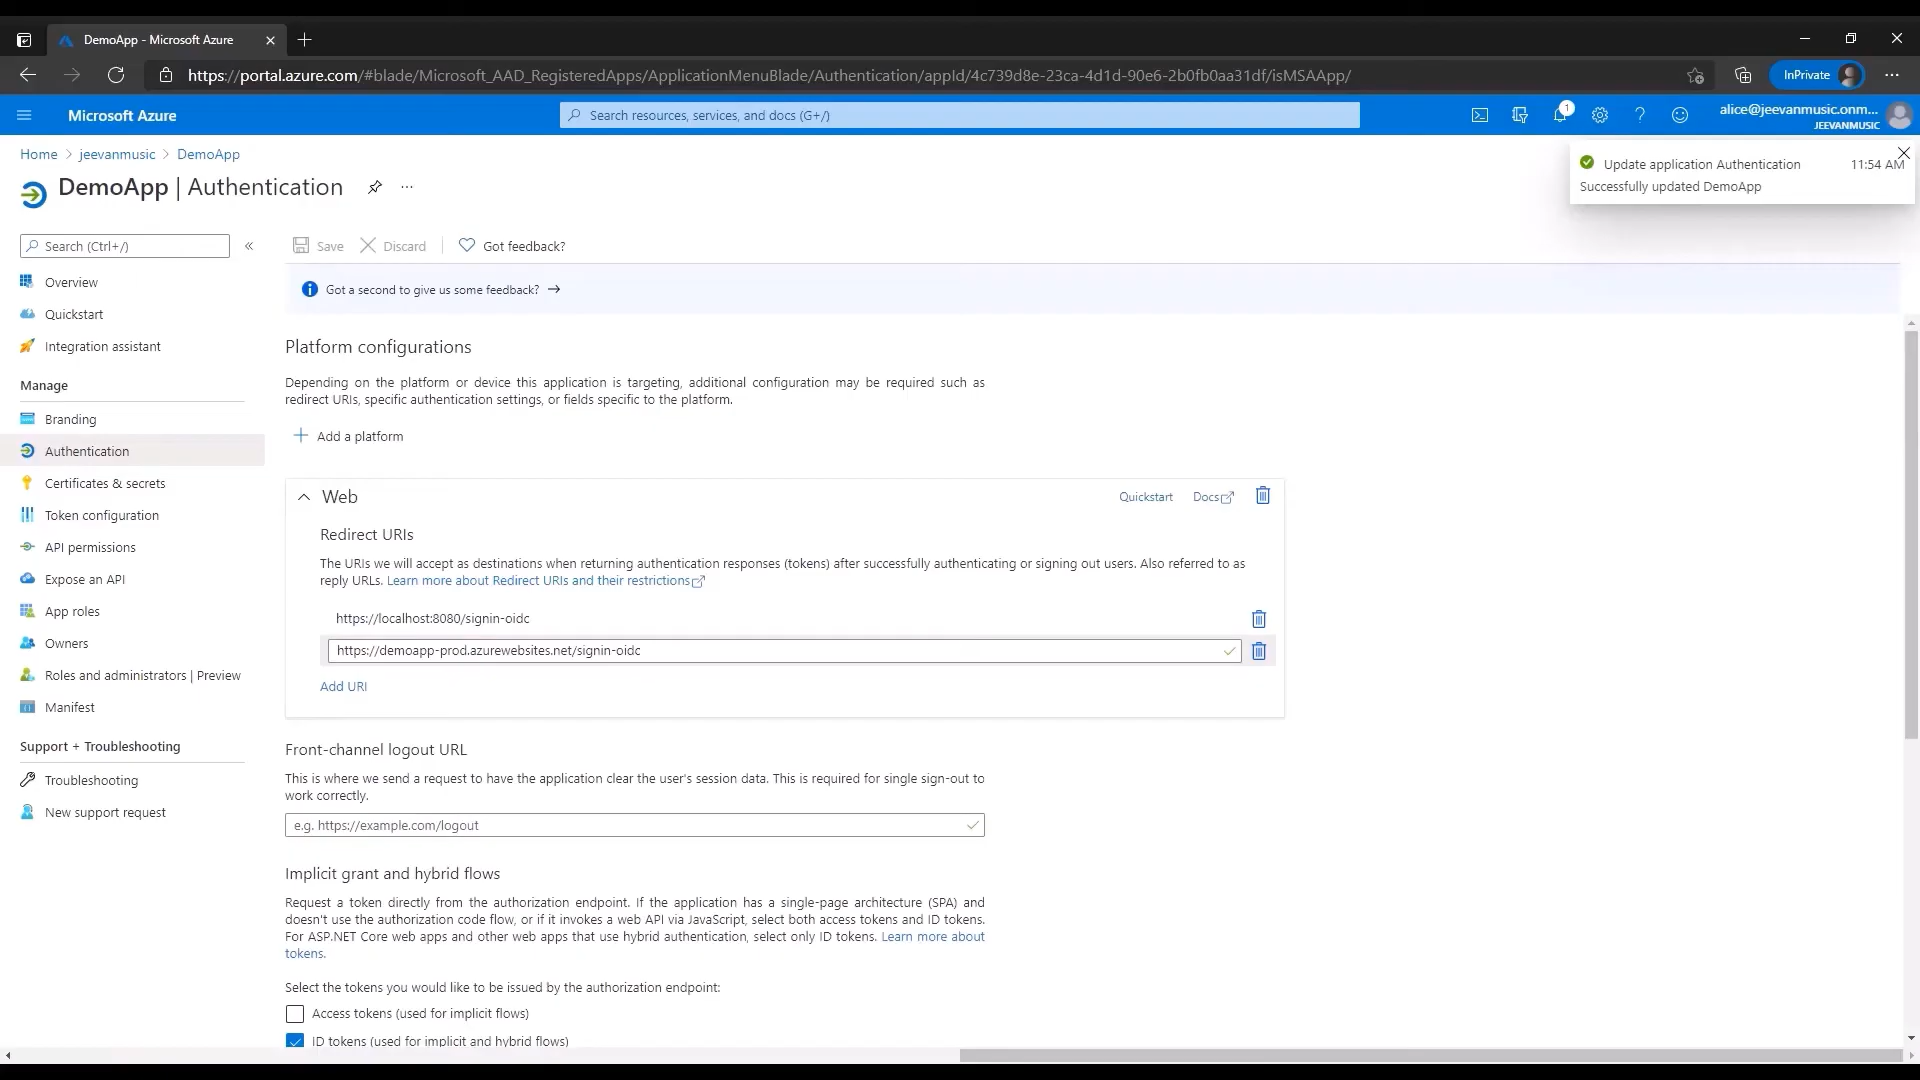 DemoApp - Microsoft Azure
https://portal.azure.com/#blade/Microsoft_AAD_RegisteredApps/ApplicationMenuBlade/Authentication/appId/4c739d8e-23ca-4d1d-90e6-2b0fb0aa31df/isMSAApp/
InPrivate
Microsoft Azure
Search resources, services, and docs (G+/)
1
alice@jeevanmusic.onm...
JEEVANMUSIC
Home > jeevanmusic > DemoApp
DemoApp | Authentication
Update application Authentication 11:54 AM
Successfully updated DemoApp
Search (Ctrl+/)
Save
Discard
Got feedback?
Got a second to give us some feedback?
Overview
Quickstart
Integration assistant
Manage
Branding
Authentication
Certificates & secrets
Token configuration
API permissions
Expose an API
App roles
Owners
Roles and administrators | Preview
Manifest
Support + Troubleshooting
Troubleshooting
New support request
Platform configurations
Depending on the platform or device this application is targeting, additional configuration may be required such as
redirect URIs, specific authentication settings, or fields specific to the platform.
Add a platform
Web
Quickstart
Docs
Redirect URIs
The URIs we will accept as destinations when returning authentication responses (tokens) after successfully authenticating or signing out users. Also referred to as
reply URLs. Learn more about Redirect URIs and their restrictions
https://localhost:8080/signin-oidc
https://demoapp-prod.azurewebsites.net/signin-oidc
Add URI
Front-channel logout URL
This is where we send a request to have the application clear the user's session data. This is required for single sign-out to
work correctly.
e.g. https://example.com/logout
Implicit grant and hybrid flows
Request a token directly from the authorization endpoint. If the application has a single-page architecture (SPA) and
doesn't use the authorization code flow, or if it invokes a web API via JavaScript, select both access tokens and ID tokens.
For ASP.NET Core web apps and other web apps that use hybrid authentication, select only ID tokens. Learn more about
tokens.
Select the tokens you would like to be issued by the authorization endpoint:
Access tokens (used for implicit flows)
ID tokens (used for implicit and hybrid flows)